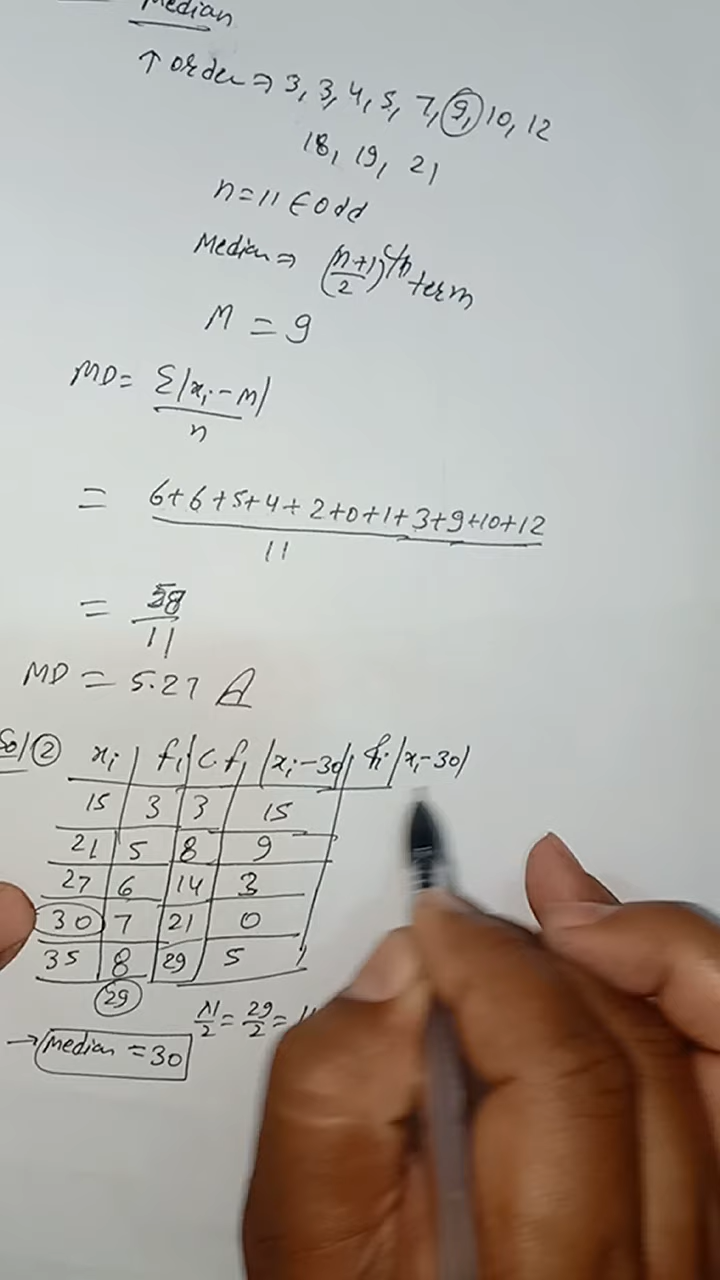 Median
↑ order ⇒ 3, 3, 4, 5, 7, 9, 10, 12
18, 19, 21
n = 11 ∈ odd
Median ⇒ (n+1/2)th term
M = 9
MD = Σ|xi - M| / n
= 6+6+5+4+2+0+1+3+9+10+12 / 11
= 58 / 11
MD = 5.27 A
Sol ② xi | fi | c.f. | |xi-30| | fi |xi-30|
15 | 3 | 3 | 15
21 | 5 | 8 | 9
27 | 6 | 14 | 3
30 | 7 | 21 | 0
35 | 8 | 29 | 5
29
N/2 = 29/2 =
→ Median = 30